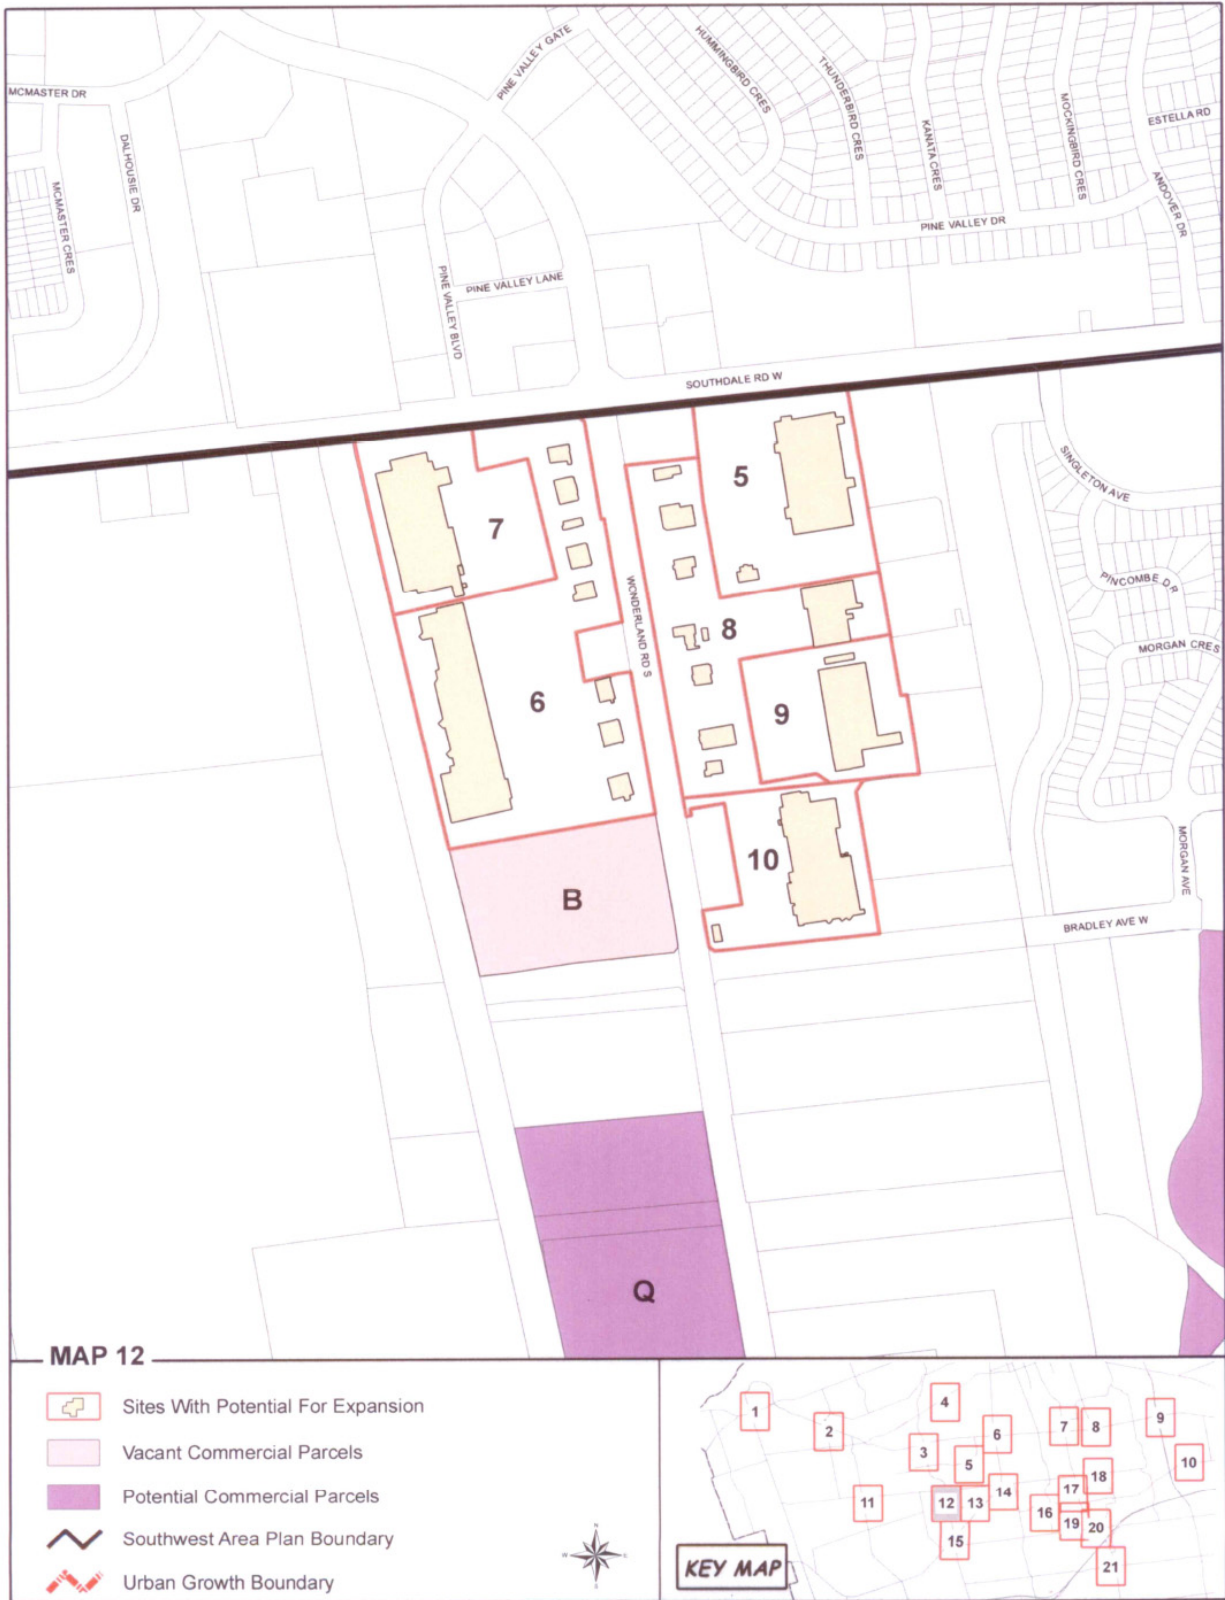 PINE VALLEY GATE
HUMMINGBIRD CRES
THUNDERBIRD CRES
KANATA CRES
MOCKINGBIRD CRES
ESTELLA RD
MCMASTER DR
DALHOUSIE DR
MCMASTER CRES
ANDOVER DR
PINE VALLEY DR
PINE VALLEY LANE
PINE VALLEY BLVD
SOUTHDALE RD W
SINGLETON AVE
5
7
PINCOMBE DR
WONDERLAND RD S
8
MORGAN CRES
6
9
10
MORGAN AVE
B
BRADLEY AVE W
Q
MAP 12
Sites With Potential For Expansion
Vacant Commercial Parcels
Potential Commercial Parcels
Southwest Area Plan Boundary
Urban Growth Boundary
N
W
E
S
1
2
3
4
5
6
7
8
9
10
11
12
13
14
15
16
17
18
19
20
21
KEY MAP